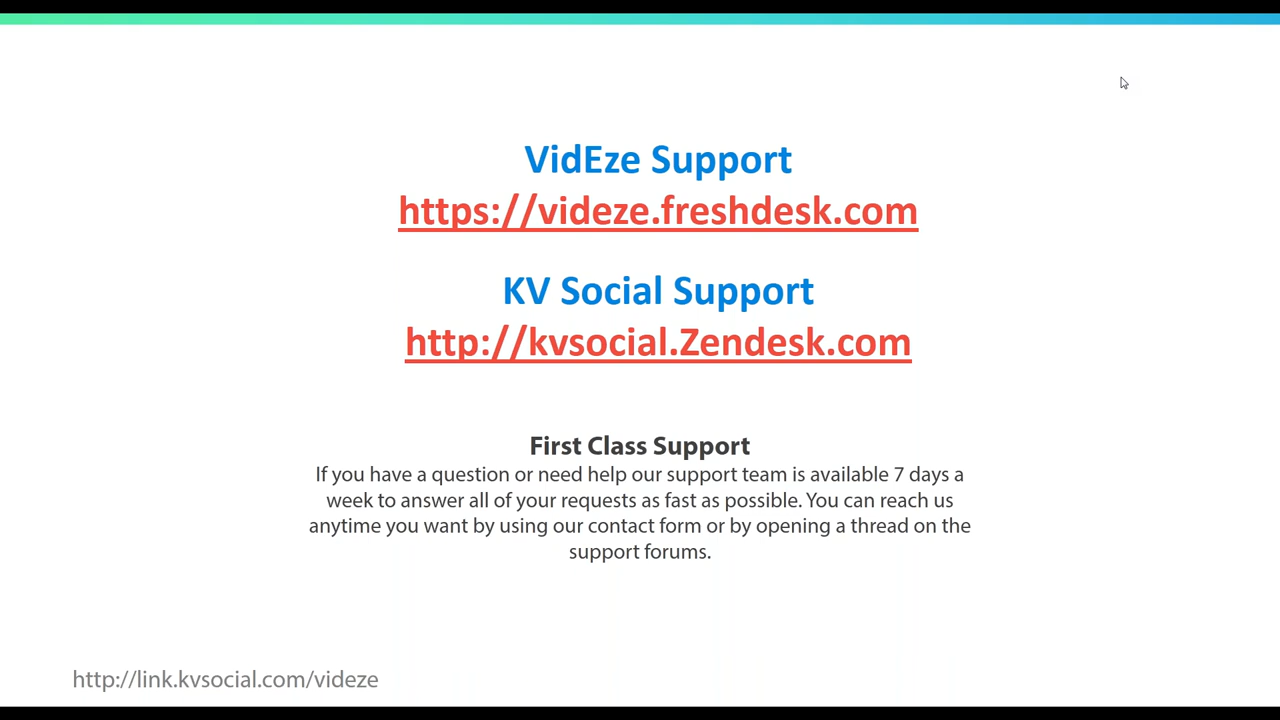 VidEze Support
https://videze.freshdesk.com
KV Social Support
http://kvsocial.Zendesk.com
First Class Support
If you have a question or need help our support team is available 7 days a
week to answer all of your requests as fast as possible. You can reach us
anytime you want by using our contact form or by opening a thread on the
support forums.
http://link.kvsocial.com/videze